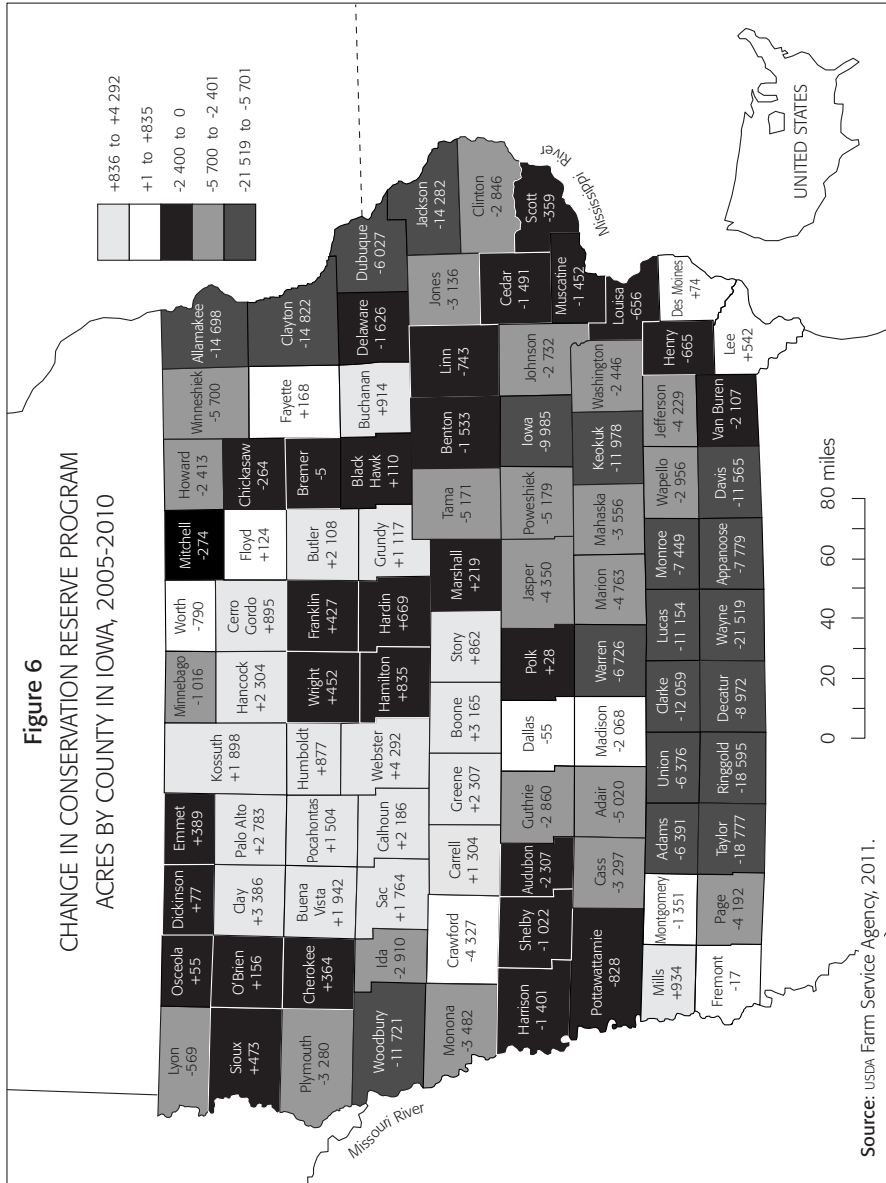 Figure 6
CHANGE IN CONSERVATION RESERVE PROGRAM
ACRES BY COUNTY IN IOWA, 2005-2010
+836 to +4 292
+1 to +835
-2 400 to 0
-5 700 to -2 401
-21 519 to -5 701
Lyon
-569
Osceola
+55
Dickinson
+77
Emmet
+389
Kossuth
+1 898
Minnebago
-1 016
Worth
-790
Mitchell
-274
Howard
-2 413
Winneshiek
-5 700
Allamakee
-14 698
Sioux
+473
O'Brien
+156
Clay
+3 386
Palo Alto
+2 783
Hancock
+2 304
Cerro
Gordo
+895
Floyd
+124
Chickasaw
-264
Fayette
+168
Clayton
-14 822
Plymouth
-3 280
Cherokee
+364
Buena
Vista
+1 942
Pocahontas
+1 504
Humboldt
+877
Wright
+452
Franklin
+427
Butler
+2 108
Bremer
-5
Woodbury
-11 721
Ida
-2 910
Sac
+1 764
Calhoun
+2 186
Webster
+4 292
Hamilton
+835
Hardin
+669
Grundy
+1 117
Black
Hawk
+110
Buchanan
+914
Delaware
-1 626
Dubuque
-6 027
Monona
-3 482
Crawford
-4 327
Carrell
+1 304
Greene
+2 307
Boone
+3 165
Story
+862
Marshall
+219
Tama
-5 171
Benton
-1 533
Linn
-743
Jones
-3 136
Jackson
-14 282
Clinton
-2 846
Harrison
-1 401
Shelby
-1 022
Audubon
-2 307
Guthrie
-2 860
Dallas
-55
Polk
+28
Jasper
-4 350
Poweshiek
-5 179
Iowa
-9 985
Johnson
-2 732
Cedar
-1 491
Scott
-359
Muscatine
-1 452
Pottawattamie
-828
Cass
-3 297
Adair
-5 020
Madison
-2 068
Warren
-6 726
Marion
-4 763
Mahaska
-3 556
Keokuk
-11 978
Washington
-2 446
Louisa
-656
Mills
+934
Montgomery
-1 351
Adams
-6 391
Union
-6 376
Clarke
-12 059
Lucas
-11 154
Monroe
-7 449
Wapello
-2 956
Jefferson
-4 229
Henry
-665
Des Moines
+74
Fremont
-17
Page
-4 192
Taylor
-18 777
Ringgold
-18 595
Decatur
-8 972
Wayne
-21 519
Appanoose
-7 779
Davis
-11 565
Van Buren
-2 107
Lee
+542
Missouri River
Mississippi River
0 20 40 60 80 miles
UNITED STATES
Source: USDA Farm Service Agency, 2011.